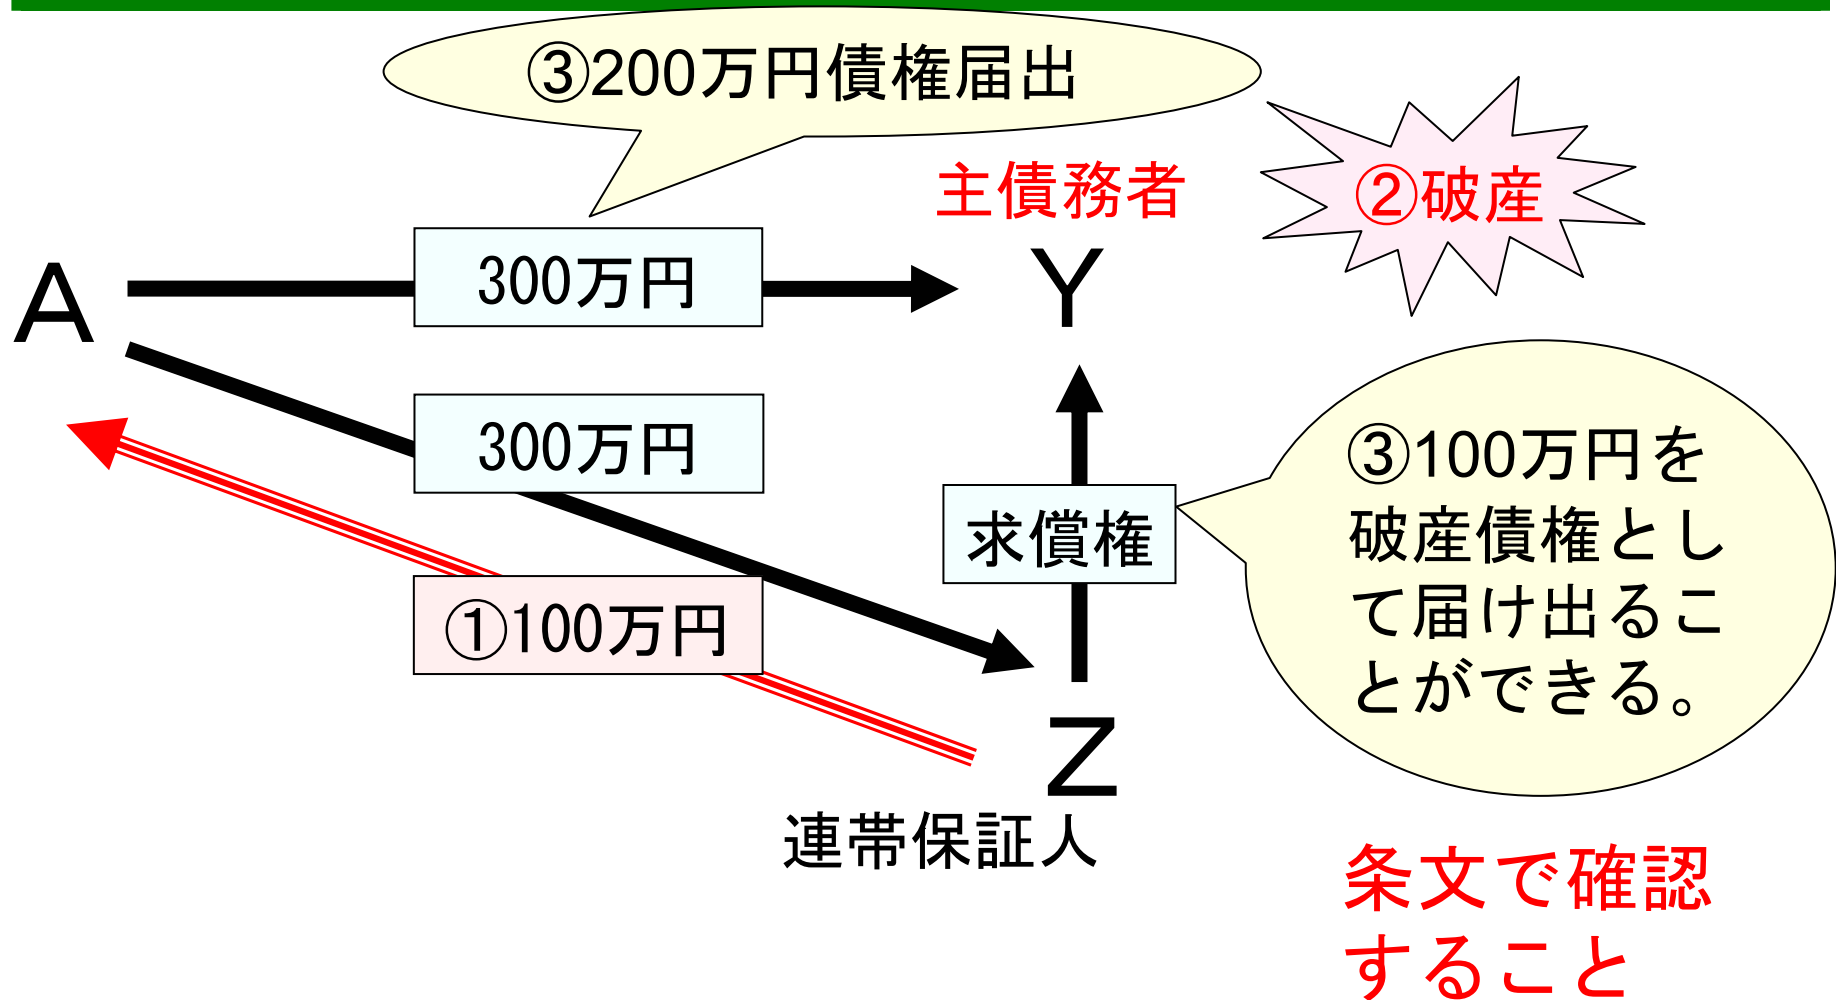 ③200万円債権届出
主債務者
②破産
300万円
A
Y
300万円
③100万円を
破産債権とし
て届け出るこ
とができる。
求償権
①100万円
Z
連帯保証人
条文で確認
すること